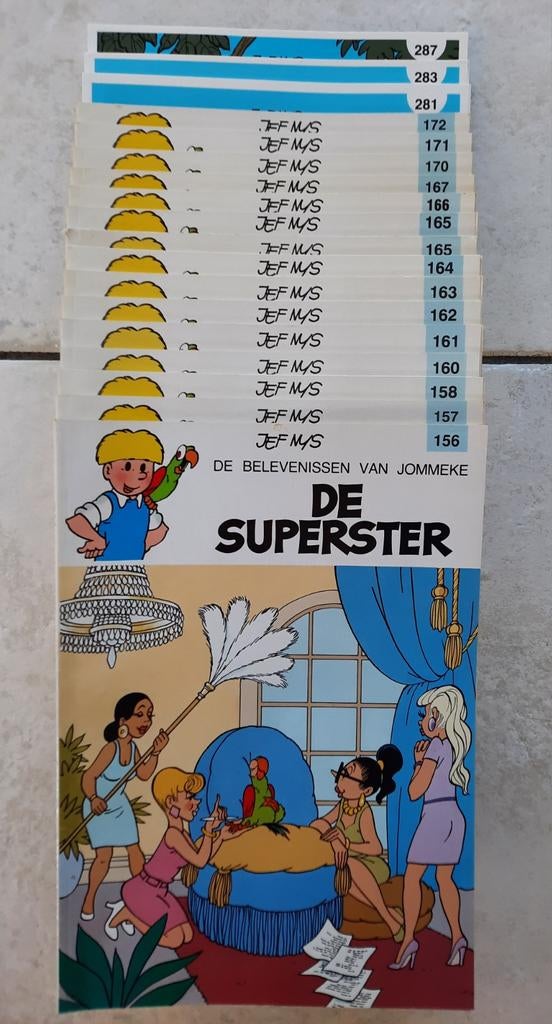 287
283
281
JEF NYS 172
JEF NYS 171
JEF NYS 170
JEF NYS 167
JEF NYS 166
JEF NYS 165
JEF NYS 165
JEF NYS 164
JEF NYS 163
JEF NYS 162
JEF NYS 161
JEF NYS 160
JEF NYS 158
JEF NYS 157
JEF NYS 156
DE BELEVENISSEN VAN JOMMEKE
DE
SUPERSTER